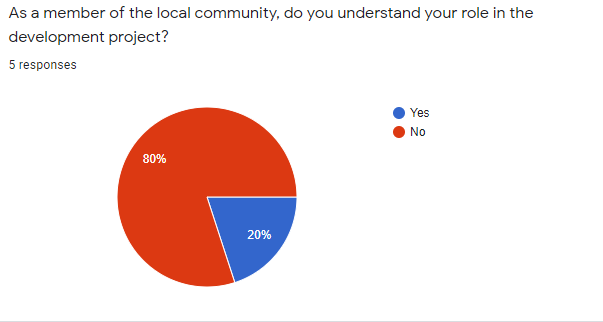 As a member of the local community, do you understand your role in the
development project?
5 responses
Yes
No
80%
20%